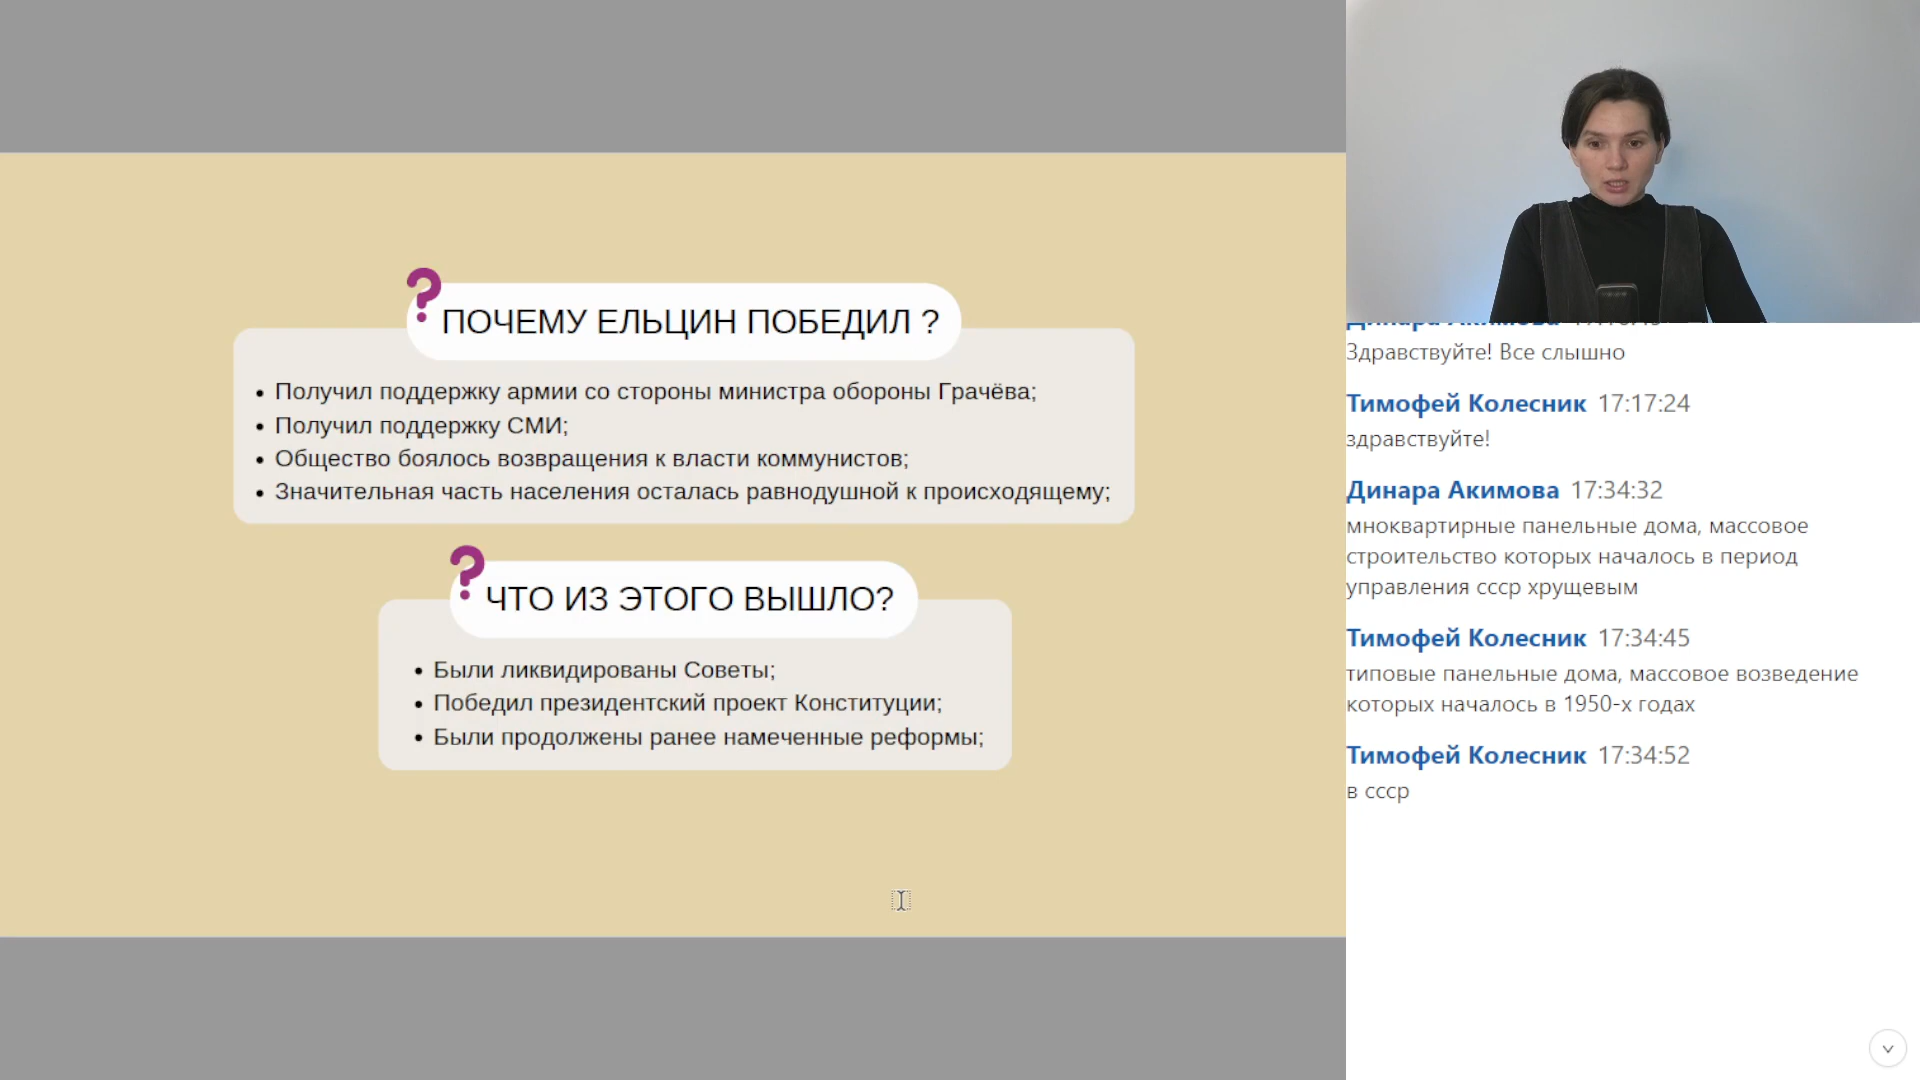 ПОЧЕМУ ЕЛЬЦИН ПОБЕДИЛ ?
• Получил поддержку армии со стороны министра обороны Грачёва;
• Получил поддержку СМИ;
• Общество боялось возвращения к власти коммунистов;
• Значительная часть населения осталась равнодушной к происходящему;
ЧТО ИЗ ЭТОГО ВЫШЛО?
• Были ликвидированы Советы;
• Победил президентский проект Конституции;
• Были продолжены ранее намеченные реформы;
Динара Акимова
Здравствуйте! Все слышно
Тимофей Колесник 17:17:24
здравствуйте!
Динара Акимова 17:34:32
мноквартирные панельные дома, массовое
строительство которых началось в период
управления ссср хрущевым
Тимофей Колесник 17:34:45
типовые панельные дома, массовое возведение
которых началось в 1950-х годах
Тимофей Колесник 17:34:52
в ссср